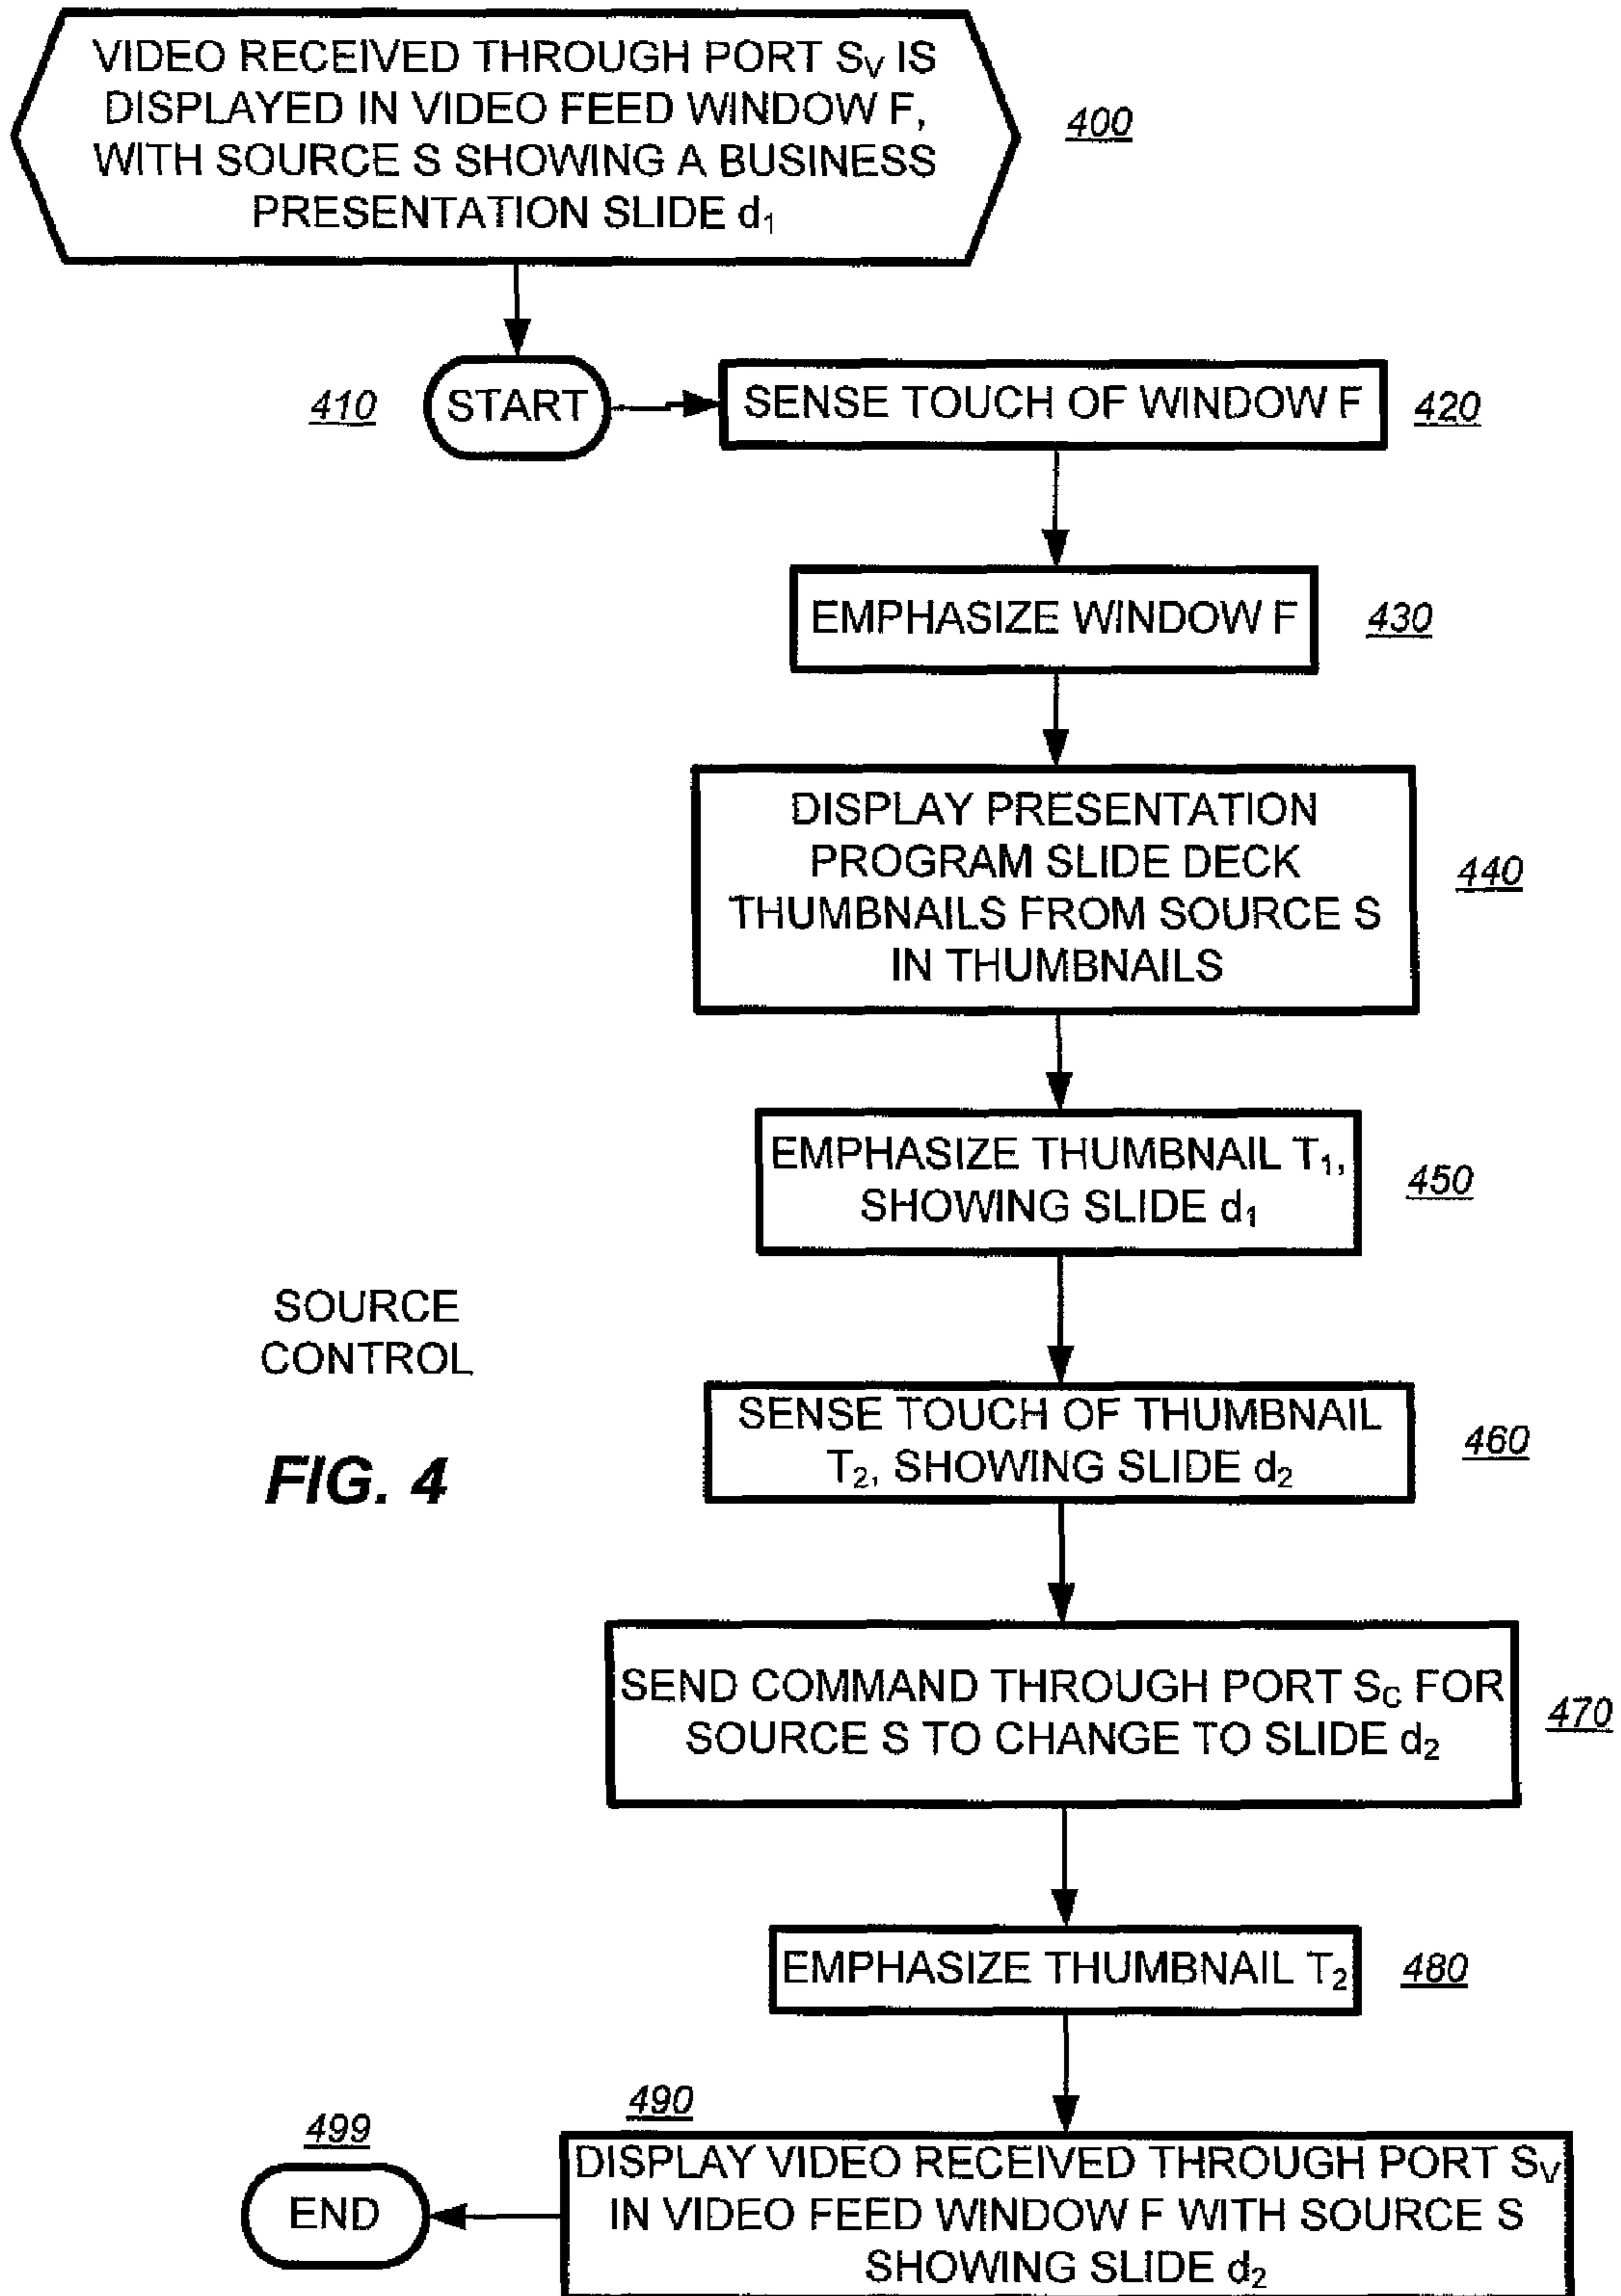 VIDEO RECEIVED THROUGH PORT Sᵥ IS
DISPLAYED IN VIDEO FEED WINDOW F,
WITH SOURCE S SHOWING A BUSINESS
PRESENTATION SLIDE d₁
400
410
START
SENSE TOUCH OF WINDOW F
420
EMPHASIZE WINDOW F
430
DISPLAY PRESENTATION
PROGRAM SLIDE DECK
THUMBNAILS FROM SOURCE S
IN THUMBNAILS
440
EMPHASIZE THUMBNAIL T₁,
SHOWING SLIDE d₁
450
SOURCE
CONTROL
FIG. 4
SENSE TOUCH OF THUMBNAIL
T₂, SHOWING SLIDE d₂
460
SEND COMMAND THROUGH PORT S_C FOR
SOURCE S TO CHANGE TO SLIDE d₂
470
EMPHASIZE THUMBNAIL T₂
480
490
DISPLAY VIDEO RECEIVED THROUGH PORT Sᵥ
IN VIDEO FEED WINDOW F WITH SOURCE S
SHOWING SLIDE d₂
499
END